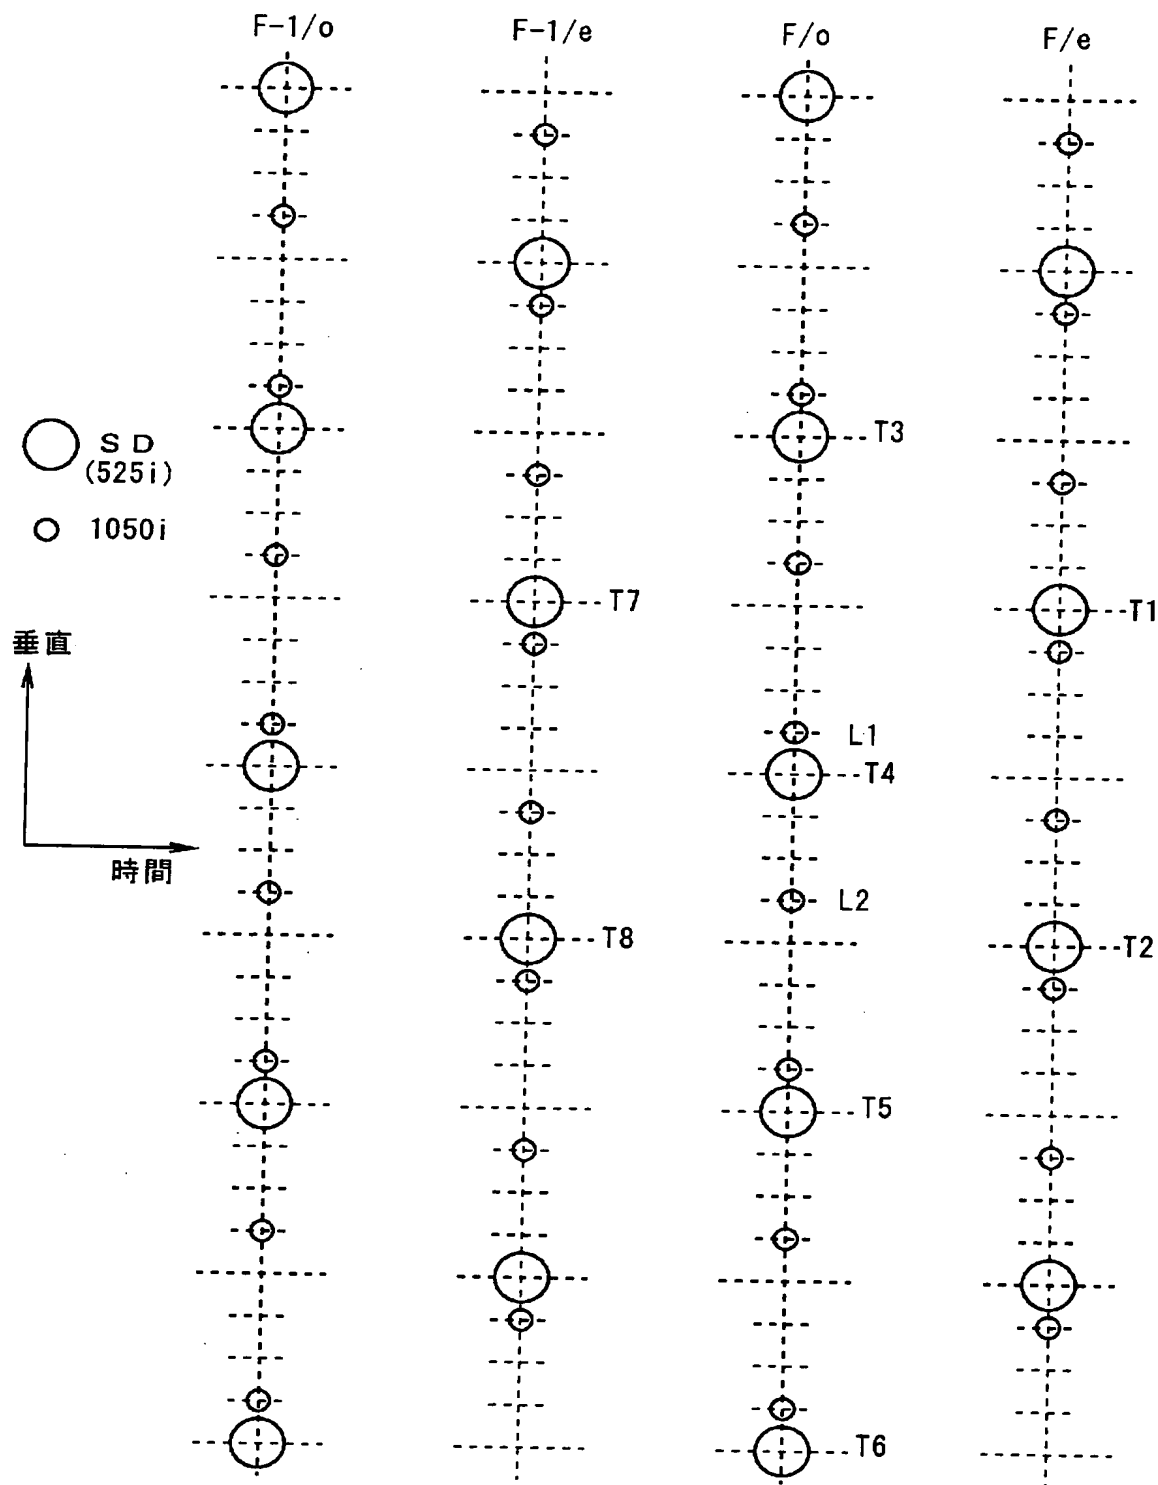 F-1/o
F-1/e
F/o
F/e
T3
SD
(525i)
1050i
T7
T1
垂直
L1
T4
時間
L2
T8
T2
T5
T6